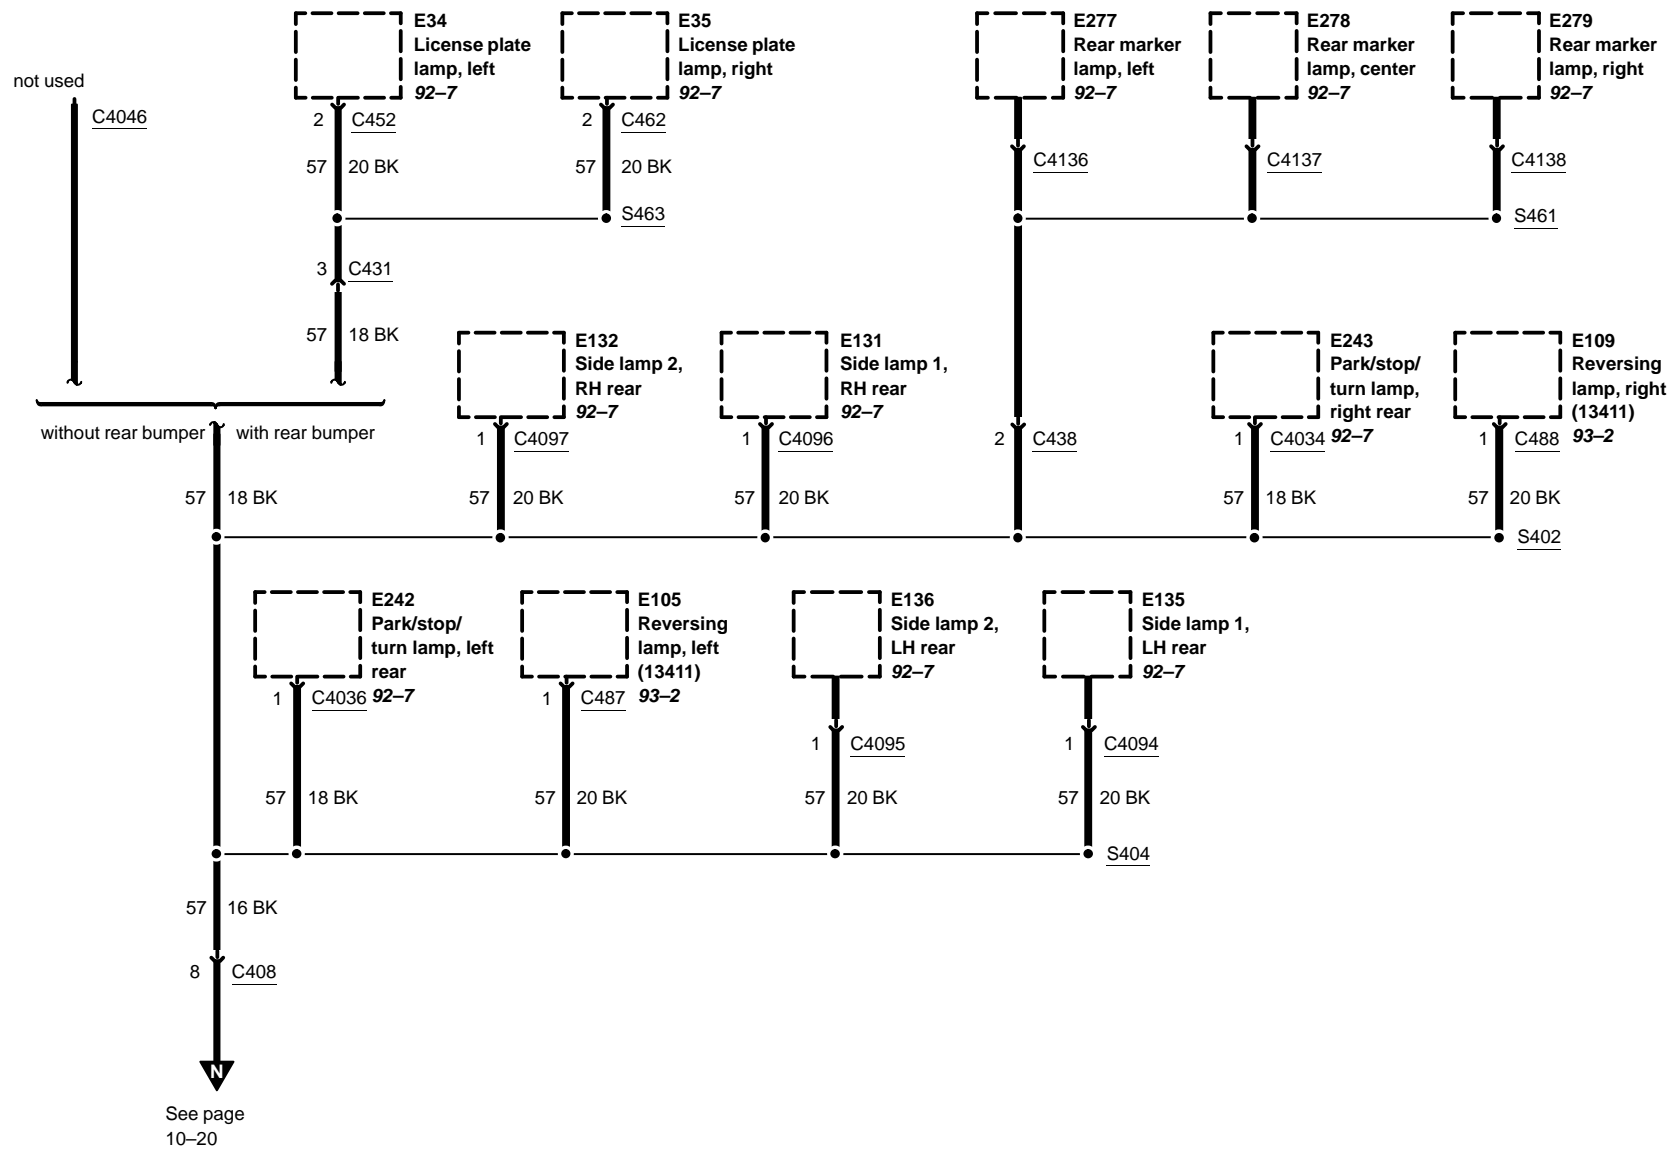 E34
License plate
lamp, left
92–7
E35
License plate
lamp, right
92–7
E277
Rear marker
lamp, left
92–7
E278
Rear marker
lamp, center
92–7
E279
Rear marker
lamp, right
92–7
not used
C4046
2 C452
2 C462
57 20 BK
57 20 BK
C4136
C4137
C4138
S463
S461
3 C431
57 18 BK
E132
Side lamp 2,
RH rear
92–7
E131
Side lamp 1,
RH rear
92–7
E243
Park/stop/
turn lamp,
right rear
92–7
E109
Reversing
lamp, right
(13411)
93–2
without rear bumper
with rear bumper
1 C4097
1 C4096
2 C438
1 C4034
1 C488
57 18 BK
57 20 BK
57 20 BK
57 18 BK
57 20 BK
S402
E242
Park/stop/
turn lamp, left
rear
92–7
E105
Reversing
lamp, left
(13411)
93–2
E136
Side lamp 2,
LH rear
92–7
E135
Side lamp 1,
LH rear
92–7
1 C4036
1 C487
1 C4095
1 C4094
57 18 BK
57 20 BK
57 20 BK
57 20 BK
S404
57 16 BK
8 C408
N
See page
10–20